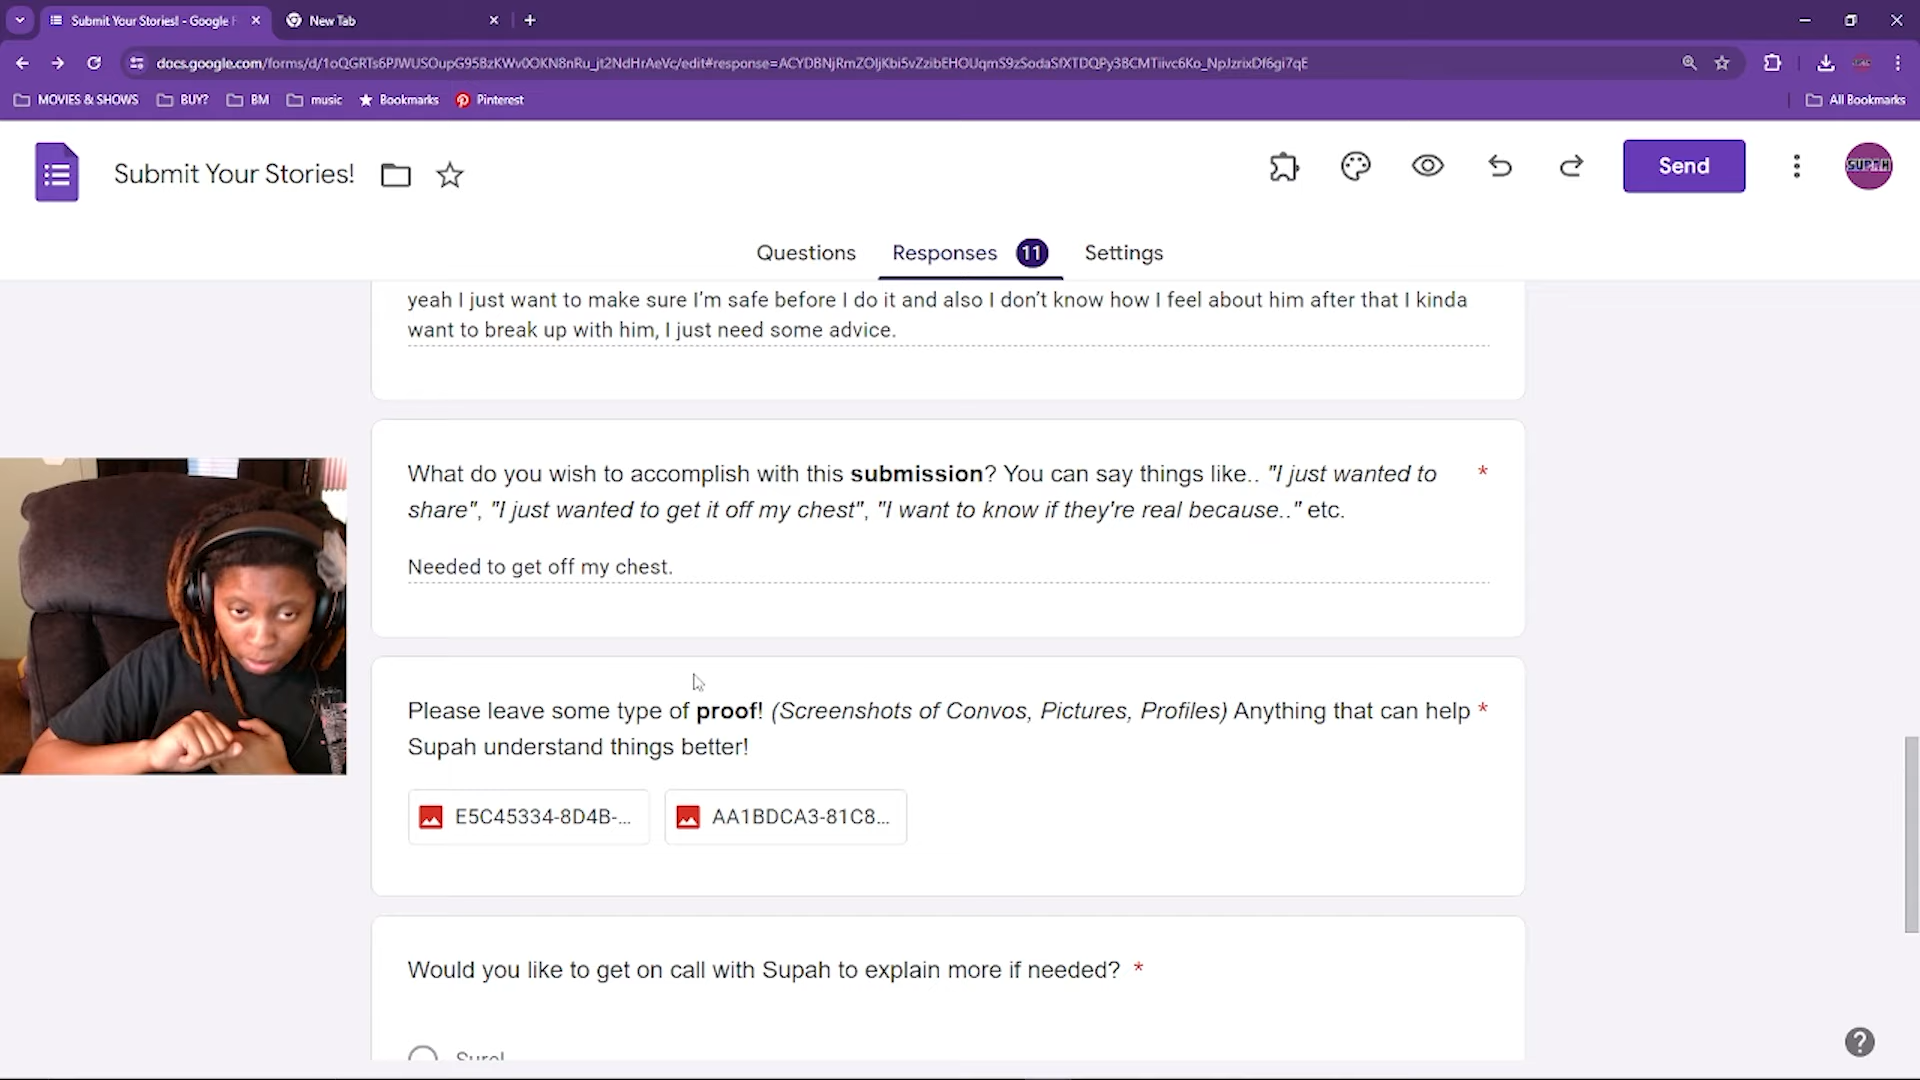 Submit Your Stories! - Google F
New Tab
docs.google.com/forms/d/1oQGRTs6PJWUSOupG958zKWv0OKN8nRu_jt2NdHrAeVc/edit#response=ACYDBNjRmZOljKbi5vZzibEHOUqmS9zSodaSfXTDQPy38CMTiivc6Ko_NpJzrixDf6gi7qE
MOVIES & SHOWS BUY? BM music Bookmarks Pinterest All Bookmarks
Submit Your Stories! Send SUPAH
Questions Responses 11 Settings
yeah I just want to make sure I'm safe before I do it and also I don't know how I feel about him after that I kinda
want to break up with him, I just need some advice.
What do you wish to accomplish with this submission? You can say things like.. "I just wanted to *
share", "I just wanted to get it off my chest", "I want to know if they're real because.." etc.
Needed to get off my chest.
Please leave some type of proof! (Screenshots of Convos, Pictures, Profiles) Anything that can help *
Supah understand things better!
E5C45334-8D4B-... AA1BDCA3-81C8...
Would you like to get on call with Supah to explain more if needed? *
Sure!